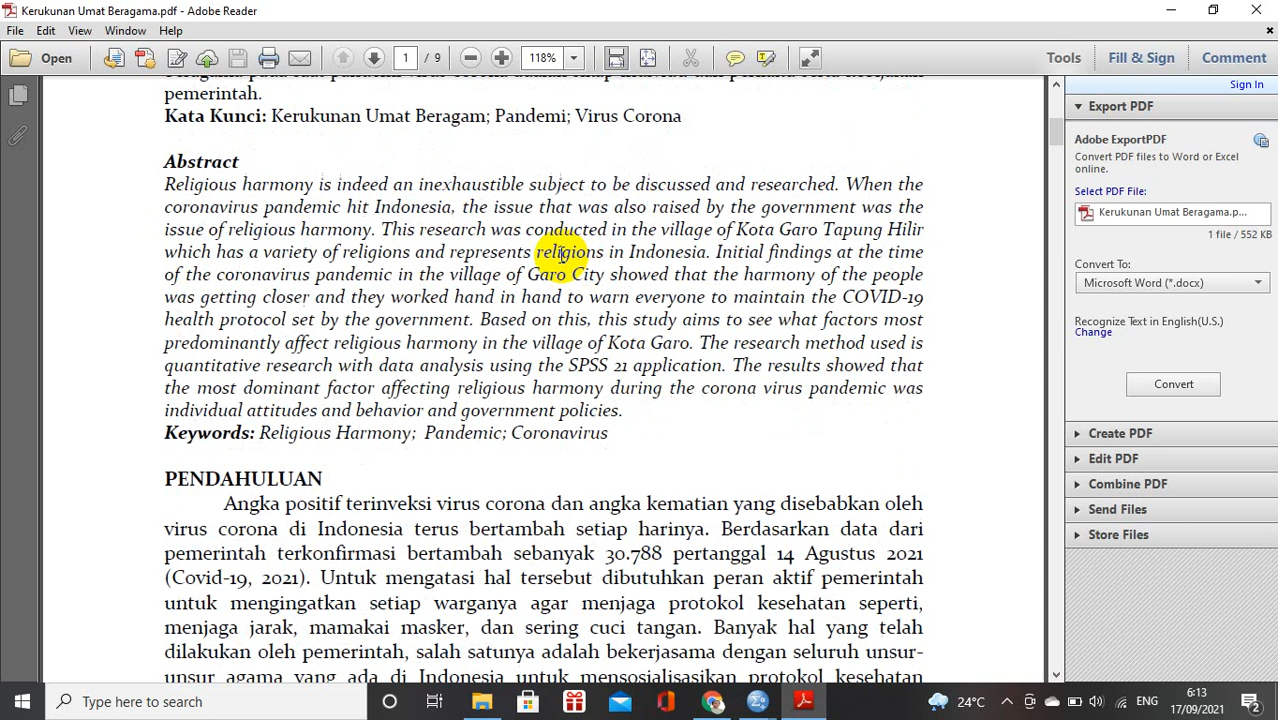 Kerukunan Umat Beragama.pdf - Adobe Reader
File Edit View Window Help
Open 1 / 9 118% Tools Fill & Sign Comment
Sign In
pemerintah.
Kata Kunci: Kerukunan Umat Beragam; Pandemi; Virus Corona
Abstract
Religious harmony is indeed an inexhaustible subject to be discussed and researched. When the
coronavirus pandemic hit Indonesia, the issue that was also raised by the government was the
issue of religious harmony. This research was conducted in the village of Kota Garo Tapung Hilir
which has a variety of religions and represents religions in Indonesia. Initial findings at the time
of the coronavirus pandemic in the village of Garo City showed that the harmony of the people
was getting closer and they worked hand in hand to warn everyone to maintain the COVID-19
health protocol set by the government. Based on this, this study aims to see what factors most
predominantly affect religious harmony in the village of Kota Garo. The research method used is
quantitative research with data analysis using the SPSS 21 application. The results showed that
the most dominant factor affecting religious harmony during the corona virus pandemic was
individual attitudes and behavior and government policies.
Keywords: Religious Harmony; Pandemic; Coronavirus
PENDAHULUAN
Angka positif terinveksi virus corona dan angka kematian yang disebabkan oleh
virus corona di Indonesia terus bertambah setiap harinya. Berdasarkan data dari
pemerintah terkonfirmasi bertambah sebanyak 30.788 pertanggal 14 Agustus 2021
(Covid-19, 2021). Untuk mengatasi hal tersebut dibutuhkan peran aktif pemerintah
untuk mengingatkan setiap warganya agar menjaga protokol kesehatan seperti,
menjaga jarak, mamakai masker, dan sering cuci tangan. Banyak hal yang telah
dilakukan oleh pemerintah, salah satunya adalah bekerjasama dengan seluruh unsur-
unsur agama yang ada di Indonesia untuk mensosialisasikan protokol kesehatan
Export PDF
Adobe ExportPDF
Convert PDF files to Word or Excel
online.
Select PDF File:
Kerukunan Umat Beragama.p...
1 file / 552 KB
Convert To:
Microsoft Word (*.docx)
Recognize Text in English(U.S.)
Change
Convert
Create PDF
Edit PDF
Combine PDF
Send Files
Store Files
Type here to search
24°C
ENG
6:13
17/09/2021